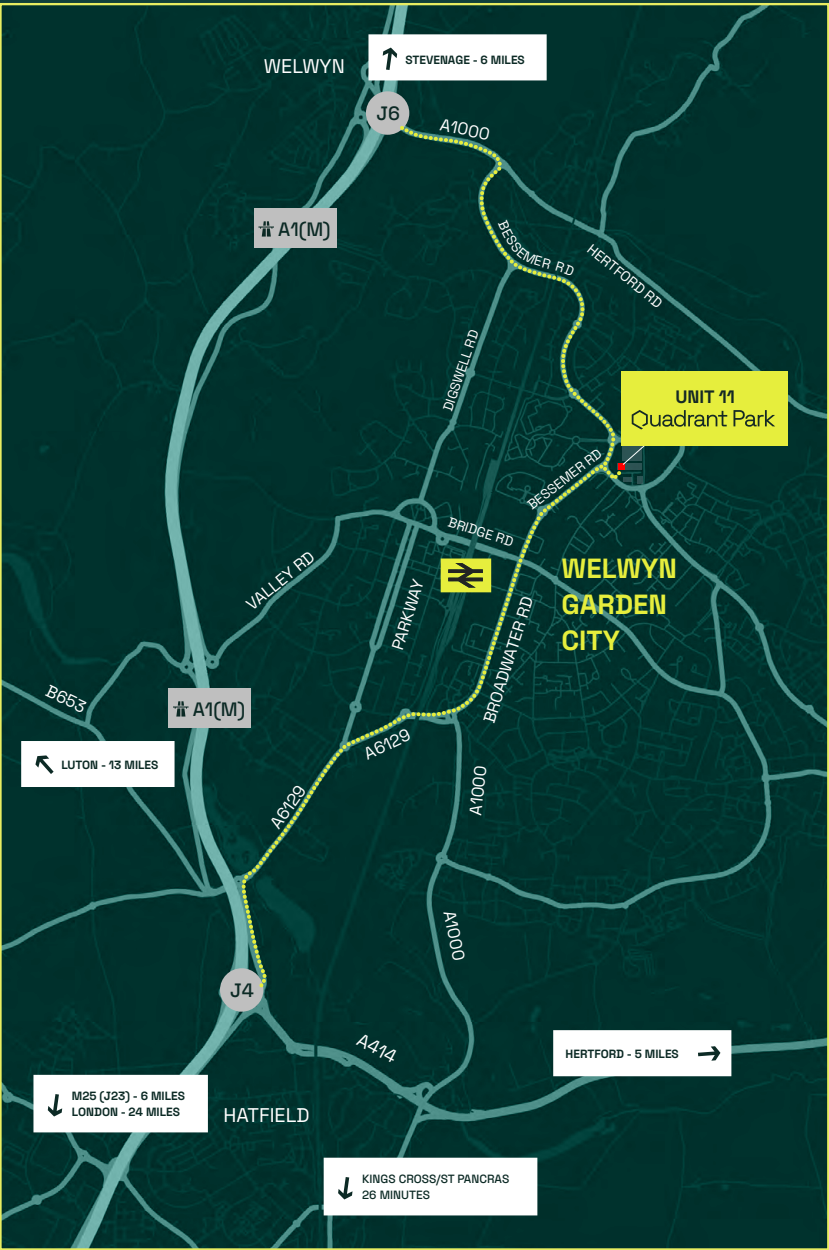 WELWYN
STEVENAGE - 6 MILES
J6
A1000
A1(M)
BESSEMER RD
HERTFORD RD
DIGSWELL RD
UNIT 11
Quadrant Park
BESSEMER RD
BRIDGE RD
VALLEY RD
PARKWAY
WELWYN
GARDEN
CITY
BROADWATER RD
B653
A1(M)
A6129
LUTON - 13 MILES
A6129
A1000
A1000
J4
A414
HERTFORD - 5 MILES
M25 (J23) - 6 MILES
LONDON - 24 MILES
HATFIELD
KINGS CROSS/ST PANCRAS
26 MINUTES